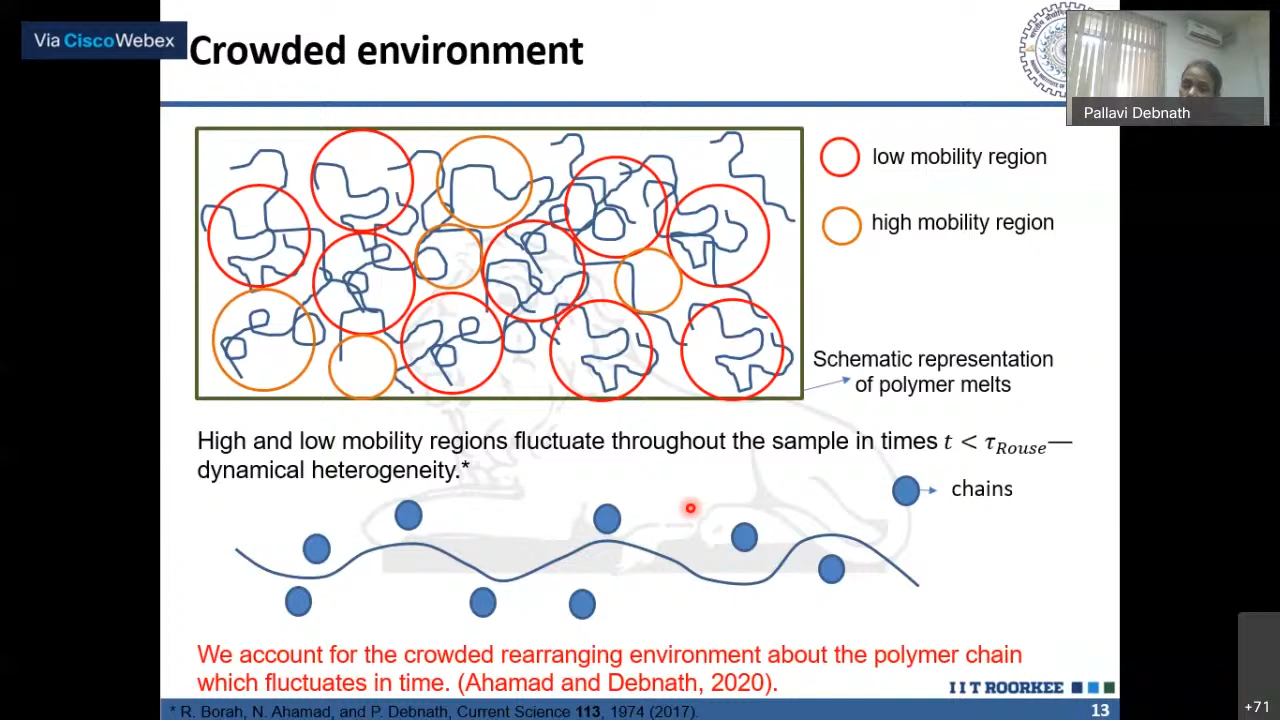 Via CiscoWebex
Crowded environment
Pallavi Debnath
low mobility region
high mobility region
Schematic representation
of polymer melts
High and low mobility regions fluctuate throughout the sample in times 𝑡 < 𝜏𝑅𝑜𝑢𝑠𝑒—
dynamical heterogeneity.*
chains
We account for the crowded rearranging environment about the polymer chain
which fluctuates in time. (Ahamad and Debnath, 2020).
I I T ROORKEE
* R. Borah, N. Ahamad, and P. Debnath, Current Science 113, 1974 (2017).
13
+71